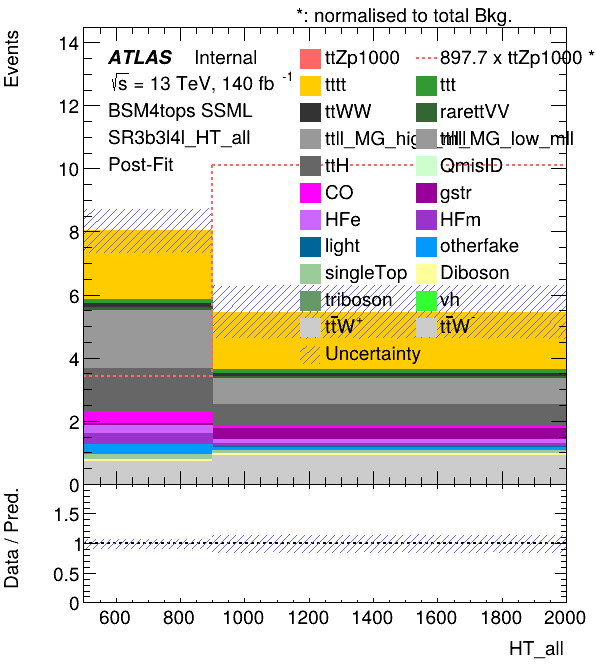 *: normalised to total Bkg.
Events
14
12
10
8
6
4
2
0
ATLAS Internal
√s = 13 TeV, 140 fb⁻¹
BSM4tops SSML
SR3b3l4l_HT_all
Post-Fit
ttZp1000 897.7 x ttZp1000 *
tttt ttt
ttWW rarettVV
ttll_MG_high_mll ttll_MG_low_mll
ttH QmisID
CO gstr
HFe HFm
light otherfake
singleTop Diboson
triboson vh
tt̄W⁺ tt̄W⁻
Uncertainty
Data / Pred.
1.5
1
0.5
0
600 800 1000 1200 1400 1600 1800 2000
HT_all